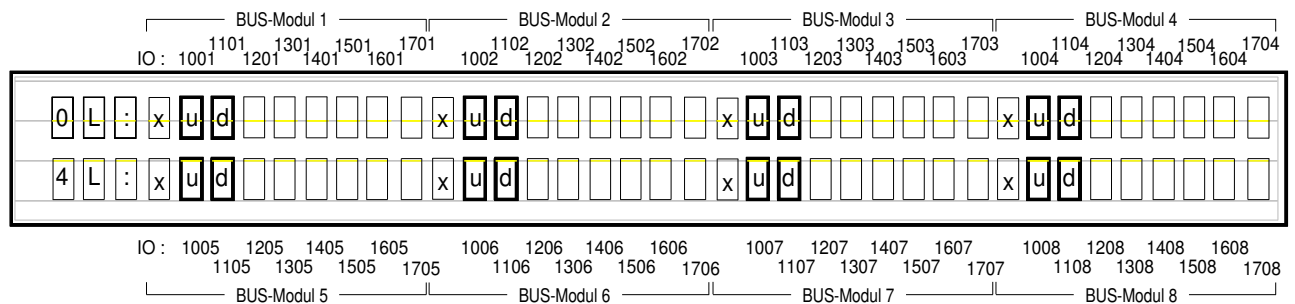 BUS-Modul 1 BUS-Modul 2 BUS-Modul 3 BUS-Modul 4
1101 1301 1501 1701 1102 1302 1502 1702 1103 1303 1503 1703 1104 1304 1504 1704
IO : 1001 1201 1401 1601 1002 1202 1402 1602 1003 1203 1403 1603 1004 1204 1404 1604
0 L : x u d x u d x u d x u d
4 L : x u d x u d x u d x u d
IO : 1005 1205 1405 1605 1006 1206 1406 1606 1007 1207 1407 1607 1008 1208 1408 1608
1105 1305 1505 1705 1106 1306 1506 1706 1107 1307 1507 1707 1108 1308 1508 1708
BUS-Modul 5 BUS-Modul 6 BUS-Modul 7 BUS-Modul 8